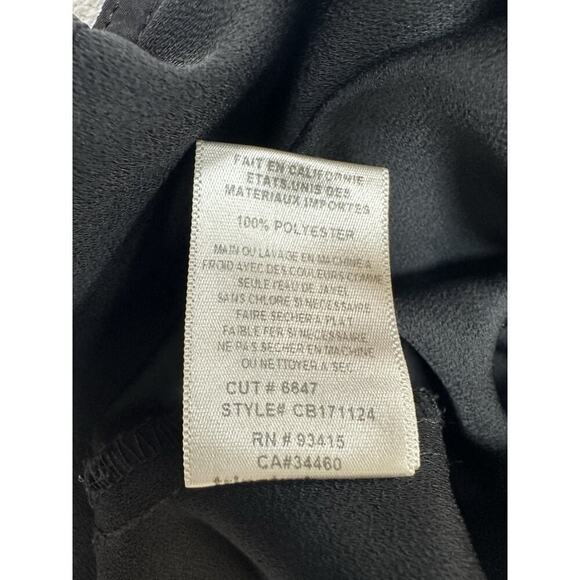 FAIT EN CALIFORNIE
ETATS.UNIS DES
MATERIAUX IMPORTES
100% POLYESTER
MAIN OU LAVAGE EN MACHINE A
FROID AVEC DES COULEURS COMME
SEULE l'EAU DE JAVEL
SANS CHLORE SI NECESSAIRE
FAIRE SECHER A PLAT
FAIBLE FER SI NECESSAIRE.
NE PAS SECHER EN MACHINE
OU NETTOYER A SEC
CUT # 6647
STYLE# CB171124
RN # 93415
CA#34460